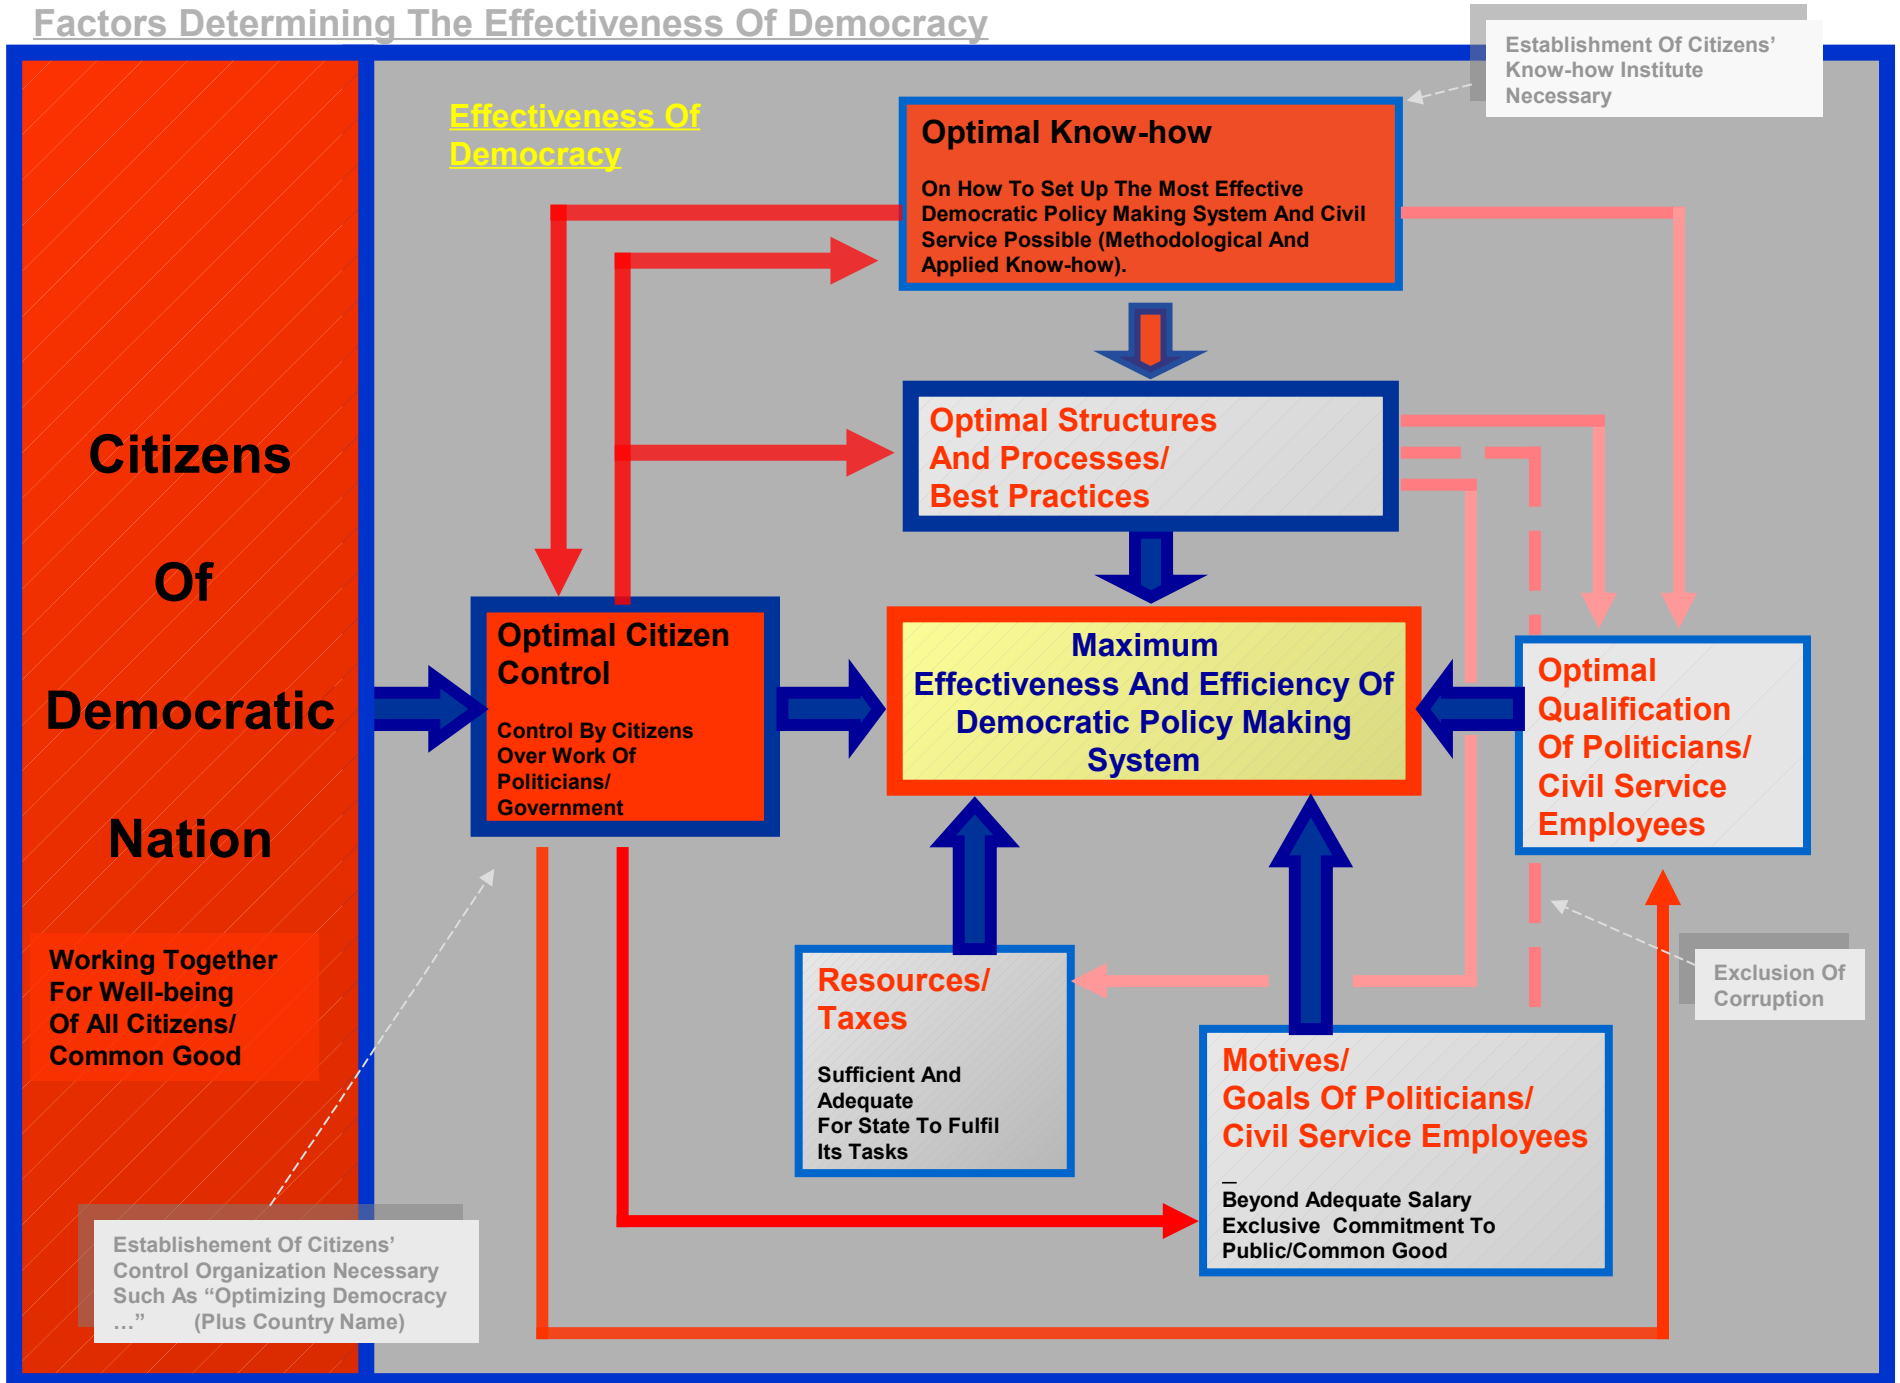 Factors Determining The Effectiveness Of Democracy
Establishment Of Citizens’
Know-how Institute
Necessary
Effectiveness Of
Democracy
Optimal Know-how
On How To Set Up The Most Effective
Democratic Policy Making System And Civil
Service Possible (Methodological And
Applied Know-how).
Optimal Structures
And Processes/
Best Practices
Citizens
Of
Democratic
Nation
Working Together
For Well-being
Of All Citizens/
Common Good
Optimal Citizen
Control
Control By Citizens
Over Work Of
Politicians/
Government
Maximum
Effectiveness And Efficiency Of
Democratic Policy Making
System
Optimal
Qualification
Of Politicians/
Civil Service
Employees
Exclusion Of
Corruption
Resources/
Taxes
Sufficient And
Adequate
For State To Fulfil
Its Tasks
Motives/
Goals Of Politicians/
Civil Service Employees
_
Beyond Adequate Salary
Exclusive Commitment To
Public/Common Good
Establishement Of Citizens’
Control Organization Necessary
Such As “Optimizing Democracy
…” (Plus Country Name)